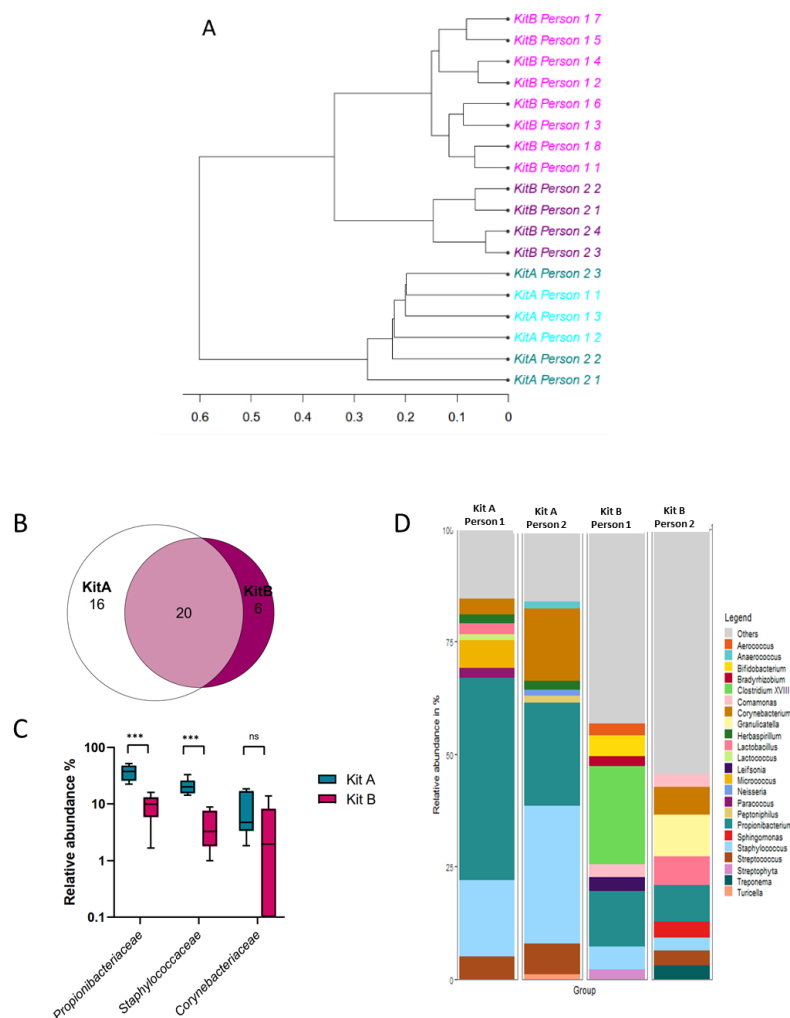 A
KitB Person 1 7
KitB Person 1 5
KitB Person 1 4
KitB Person 1 2
KitB Person 1 6
KitB Person 1 3
KitB Person 1 8
KitB Person 1 1
KitB Person 2 2
KitB Person 2 1
KitB Person 2 4
KitB Person 2 3
KitA Person 2 3
KitA Person 1 1
KitA Person 1 3
KitA Person 1 2
KitA Person 2 2
KitA Person 2 1
0.6 0.5 0.4 0.3 0.2 0.1 0
B
KitA
16
20
KitB
6
C
Relative abundance %
100
10
1
0.1
*** *** ns
Kit A
Kit B
Propionibacteriaceae
Staphylococcaceae
Corynebacteriaceae
D
Kit A
Person 1
Kit A
Person 2
Kit B
Person 1
Kit B
Person 2
Relative abundance in %
75
50
25
0
Group
Legend
Others
Aerococcus
Anaerococcus
Bifidobacterium
Bradyrhizobium
Clostridium XVIII
Comamonas
Corynebacterium
Granulicatella
Herbaspirillum
Lactobacillus
Lactococcus
Leifsonia
Micrococcus
Neisseria
Paracoccus
Peptoniphilus
Propionibacterium
Sphingomonas
Staphylococcus
Streptococcus
Streptophyta
Treponema
Turicella